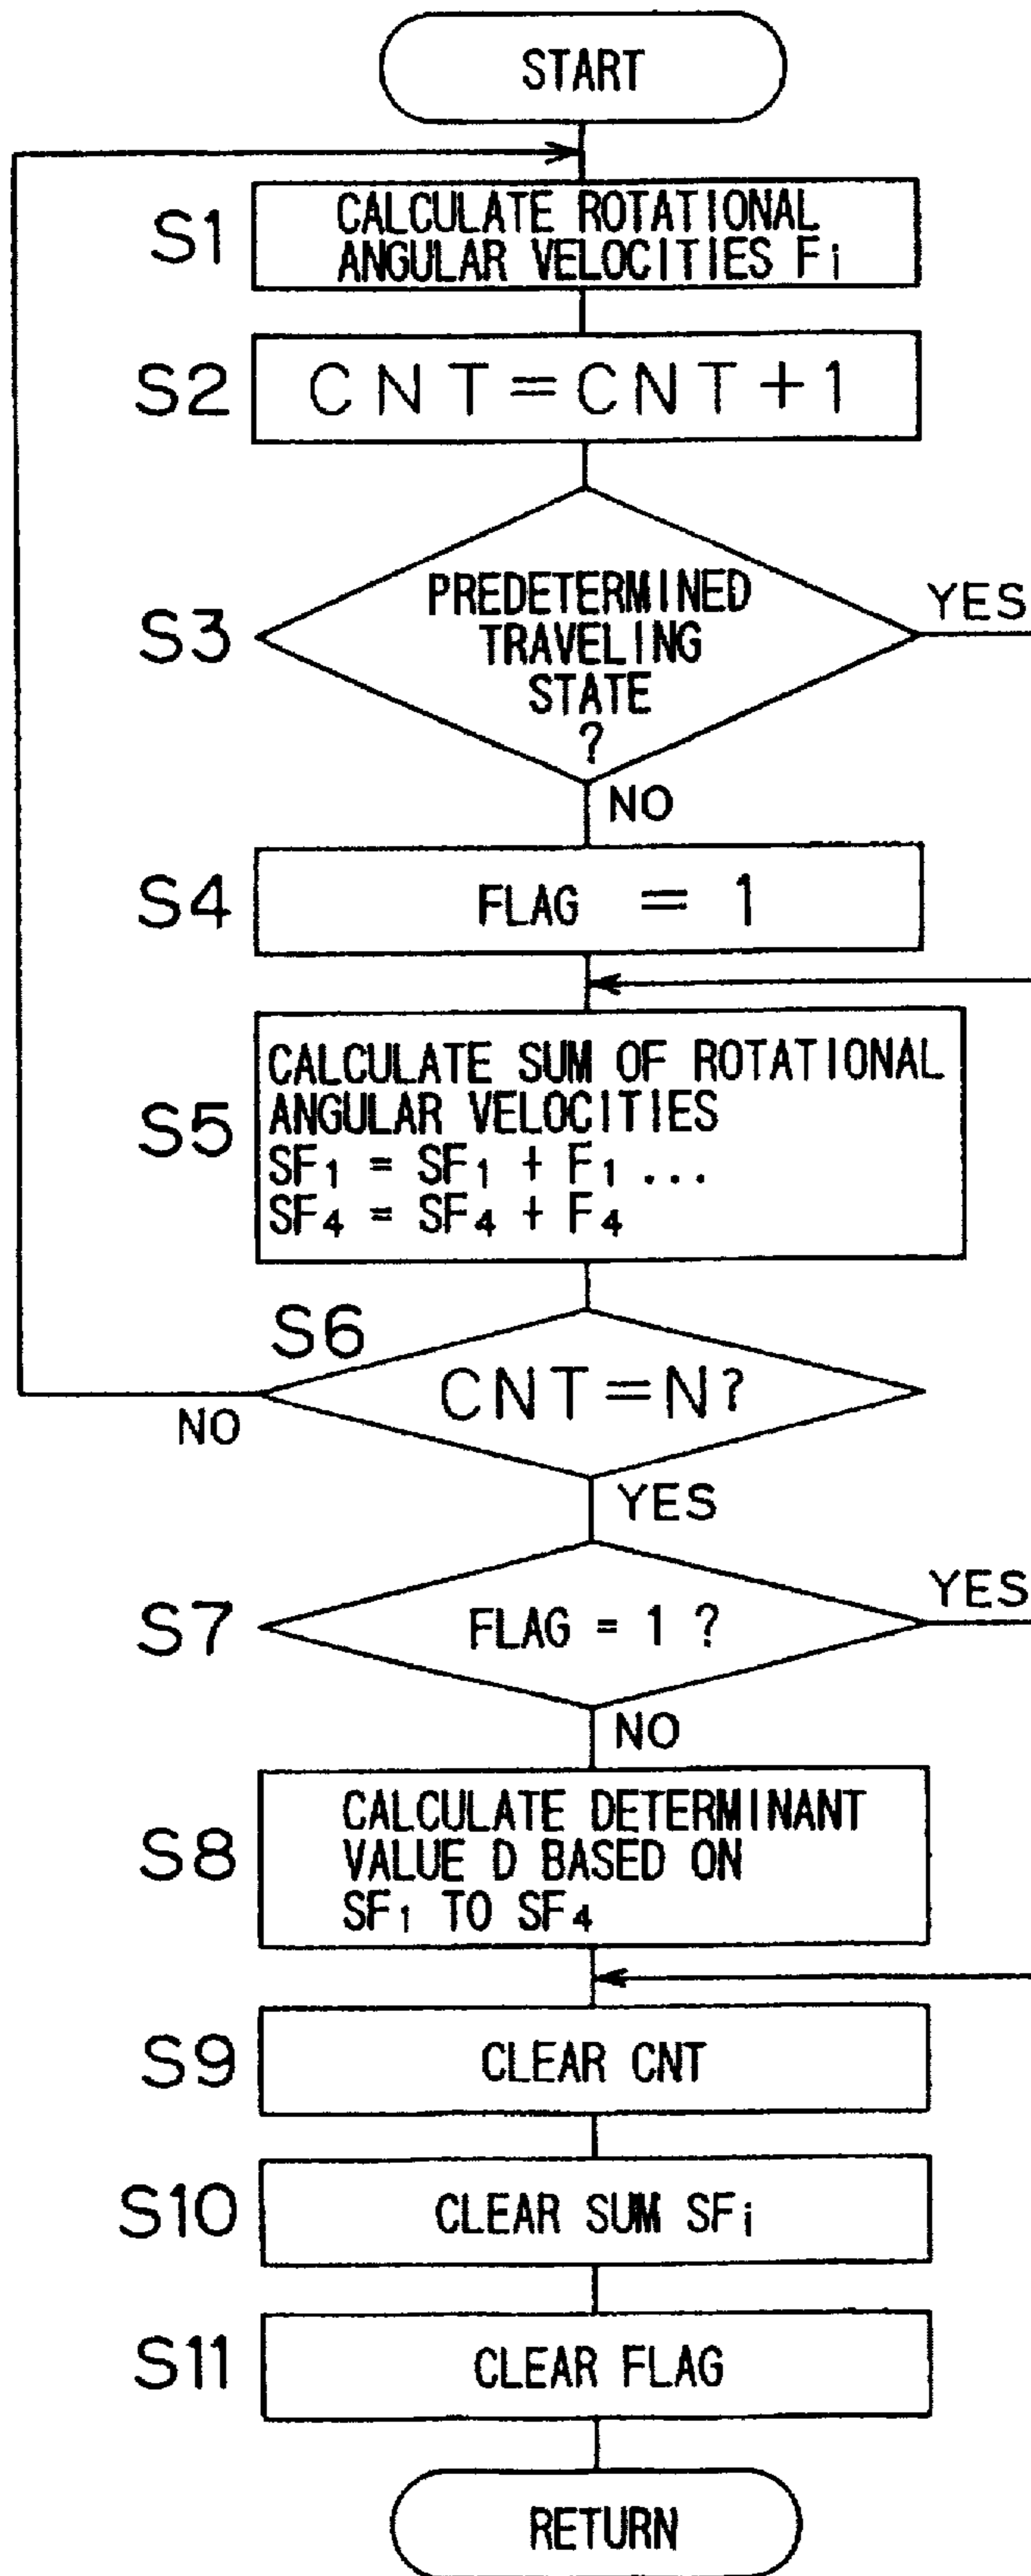 START
S1
CALCULATE ROTATIONAL
ANGULAR VELOCITIES Fi
S2
CNT=CNT+1
S3
PREDETERMINED
TRAVELING
STATE
?
YES
NO
S4
FLAG = 1
S5
CALCULATE SUM OF ROTATIONAL
ANGULAR VELOCITIES
SF₁ = SF₁ + F₁ ...
SF₄ = SF₄ + F₄
S6
CNT=N?
NO
YES
S7
FLAG = 1 ?
YES
NO
S8
CALCULATE DETERMINANT
VALUE D BASED ON
SF₁ TO SF₄
S9
CLEAR CNT
S10
CLEAR SUM SFi
S11
CLEAR FLAG
RETURN